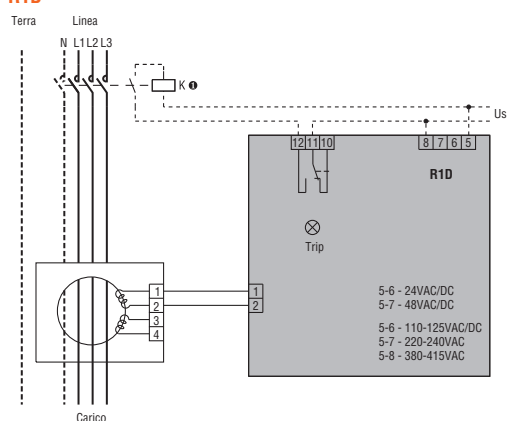 R1D
Terra
Linea
N L1 L2 L3
K ❶
Us
12 11 10
8 7 6 5
R1D
Trip
1
2
3
4
1
2
5-6 - 24VAC/DC
5-7 - 48VAC/DC
5-6 - 110-125VAC/DC
5-7 - 220-240VAC
5-8 - 380-415VAC
Carico